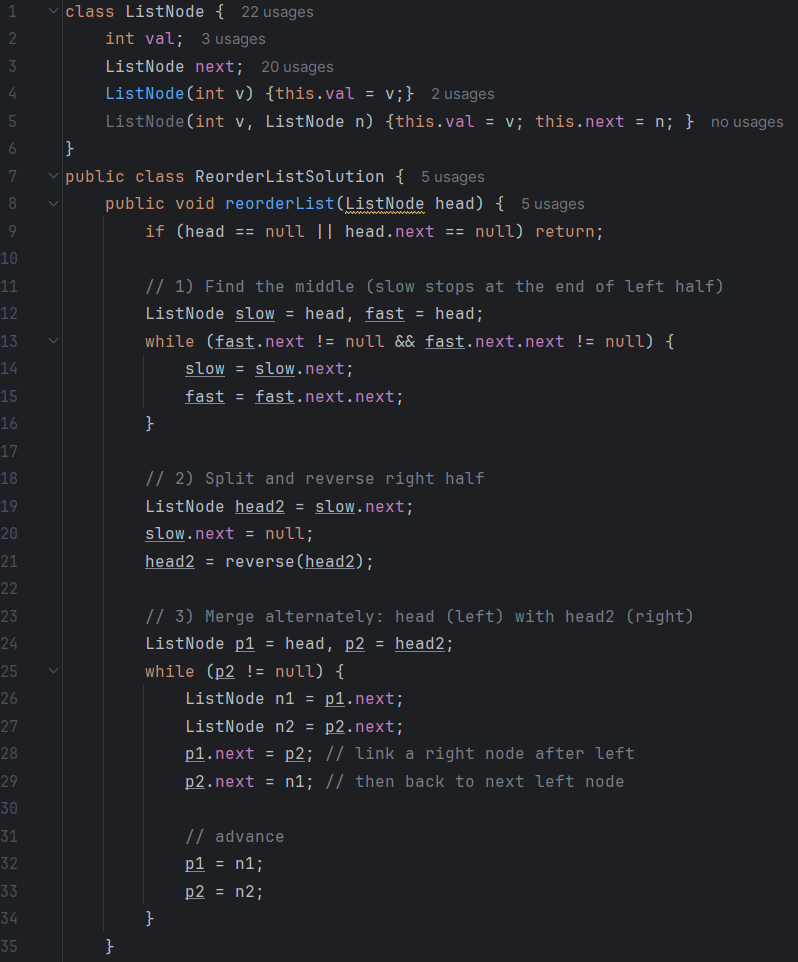 1 class ListNode { 22 usages
2     int val; 3 usages
3     ListNode next; 20 usages
4     ListNode(int v) {this.val = v;} 2 usages
5     ListNode(int v, ListNode n) {this.val = v; this.next = n; } no usages
6 }
7 public class ReorderListSolution { 5 usages
8     public void reorderList(ListNode head) { 5 usages
9         if (head == null || head.next == null) return;
10
11         // 1) Find the middle (slow stops at the end of left half)
12         ListNode slow = head, fast = head;
13         while (fast.next != null && fast.next.next != null) {
14             slow = slow.next;
15             fast = fast.next.next;
16         }
17
18         // 2) Split and reverse right half
19         ListNode head2 = slow.next;
20         slow.next = null;
21         head2 = reverse(head2);
22
23         // 3) Merge alternately: head (left) with head2 (right)
24         ListNode p1 = head, p2 = head2;
25         while (p2 != null) {
26             ListNode n1 = p1.next;
27             ListNode n2 = p2.next;
28             p1.next = p2; // link a right node after left
29             p2.next = n1; // then back to next left node
30
31             // advance
32             p1 = n1;
33             p2 = n2;
34         }
35     }